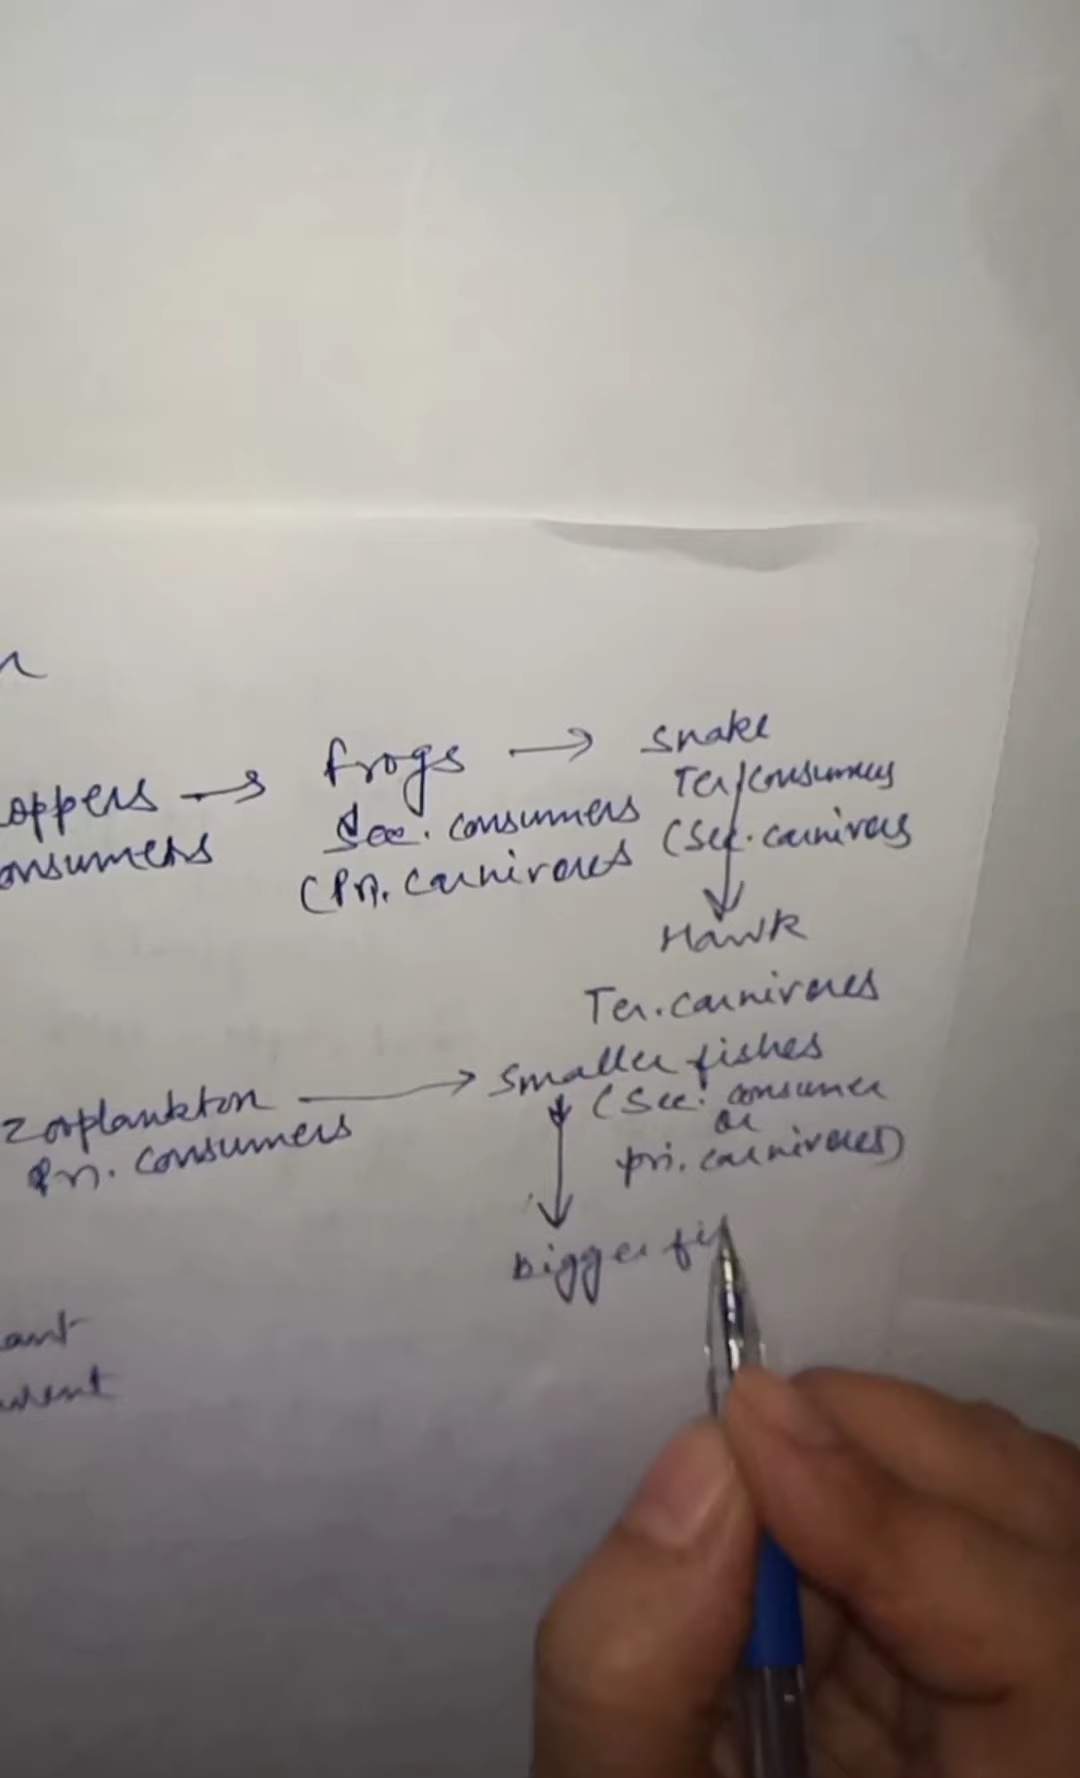 oppers → frogs → snake
onsumers Sec. consumers Ter/consumers
(Pri. carnivores (Sec. carnivores
Hawk
Ter. carnivores
zooplankton → smaller fishes
Pri. consumers (Sec. consumer
or
pri. carnivores)
bigger fi
ant